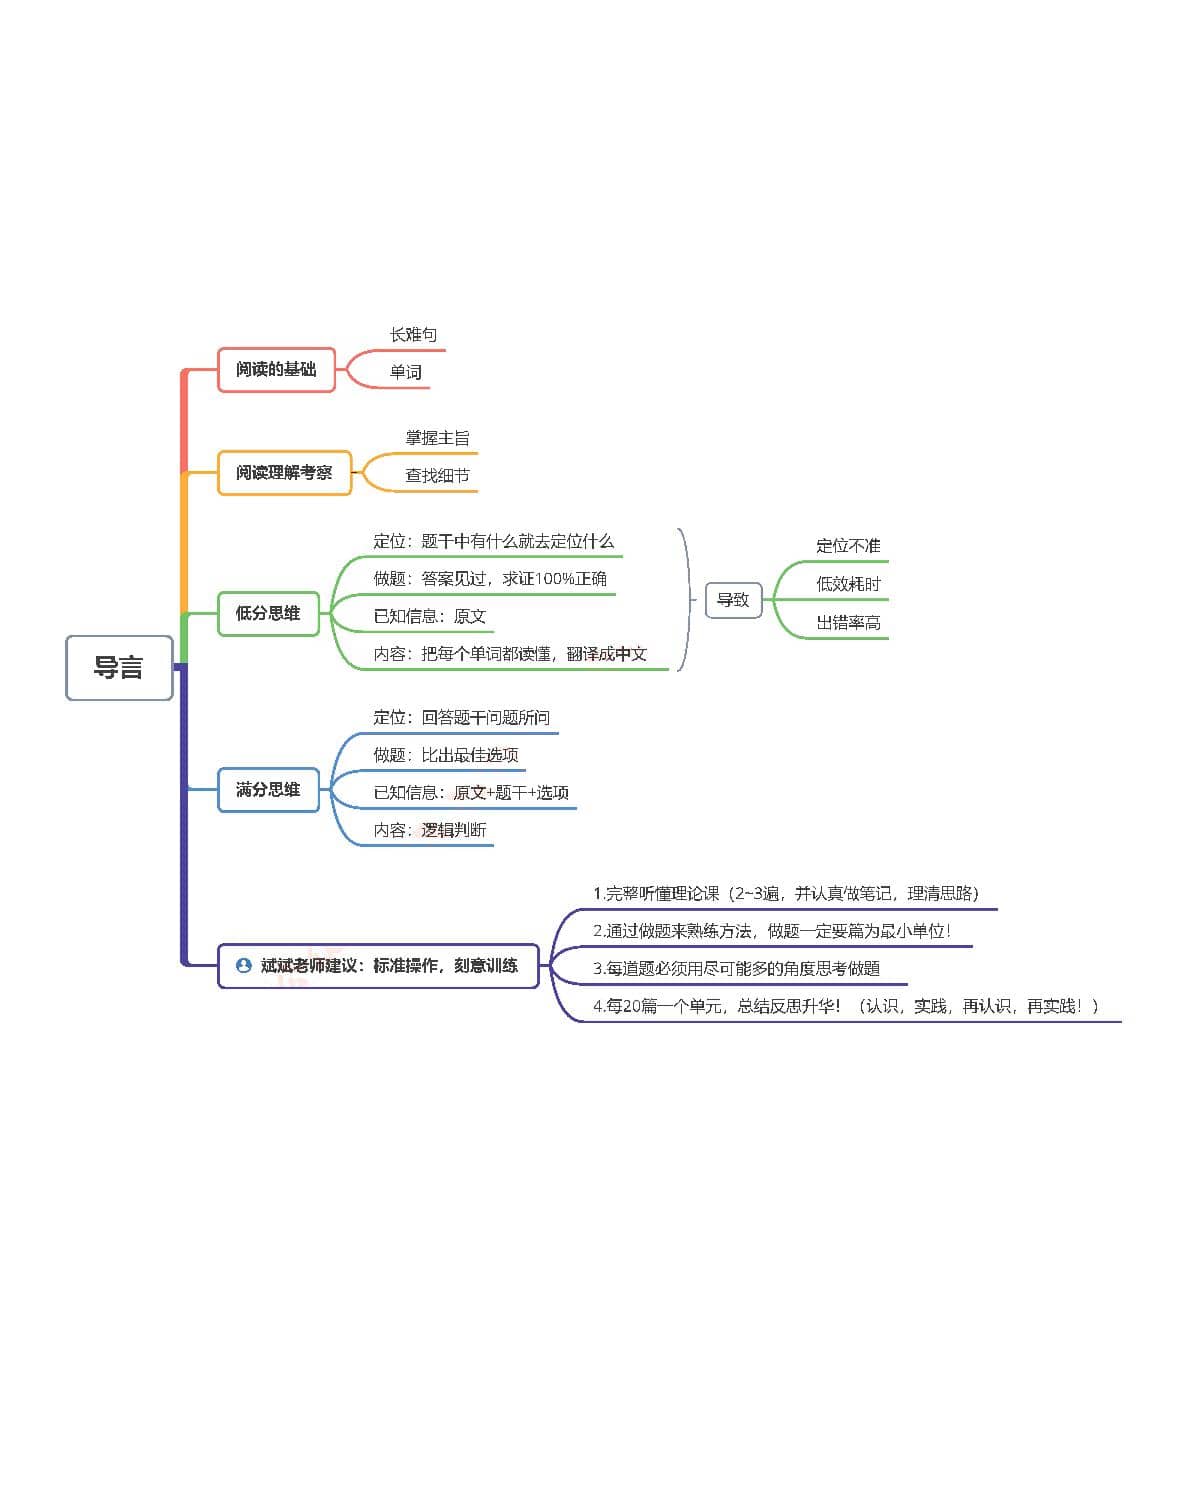 导言
阅读的基础
长难句
单词
阅读理解考察
掌握主旨
查找细节
低分思维
定位：题干中有什么就去定位什么
做题：答案见过，求证100%正确
已知信息：原文
内容：把每个单词都读懂，翻译成中文
导致
定位不准
低效耗时
出错率高
满分思维
定位：回答题干问题所问
做题：比出最佳选项
已知信息：原文+题干+选项
内容：逻辑判断
斌斌老师建议：标准操作，刻意训练
1.完整听懂理论课（2~3遍，并认真做笔记，理清思路）
2.通过做题来熟练方法，做题一定要篇为最小单位！
3.每道题必须用尽可能多的角度思考做题
4.每20篇一个单元，总结反思升华！（认识，实践，再认识，再实践！）